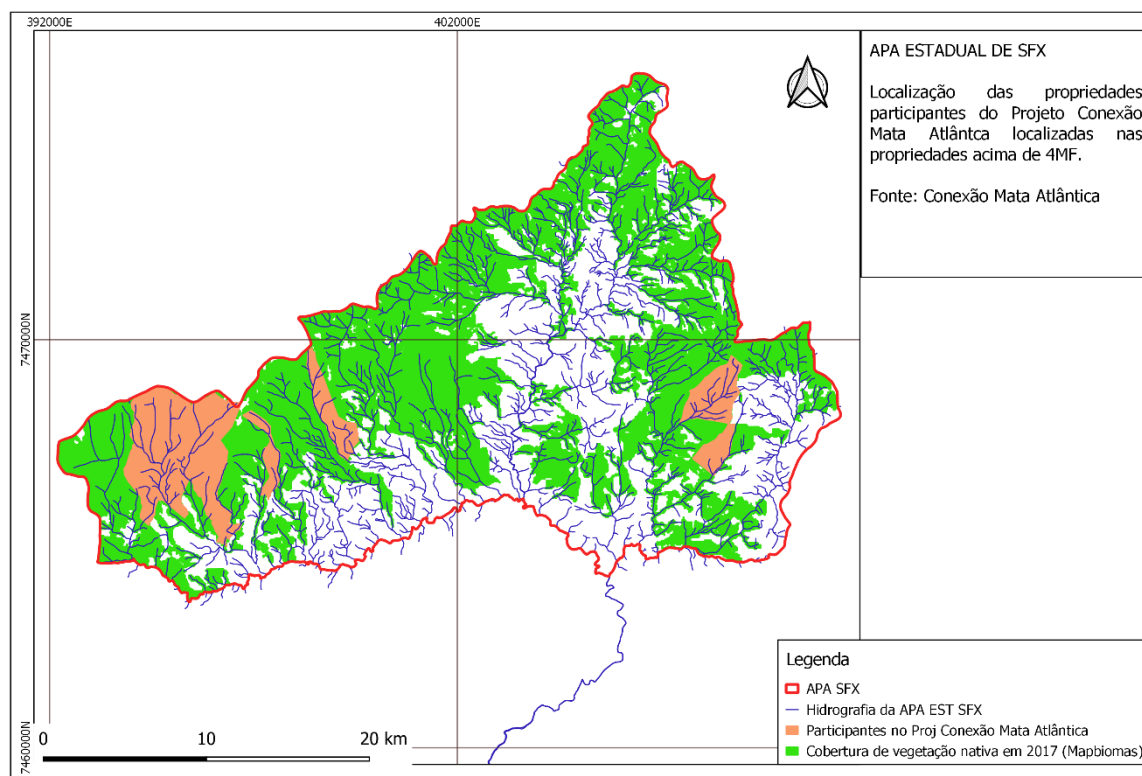 392000E
402000E
APA ESTADUAL DE SFX
Localização das propriedades
participantes do Projeto Conexão
Mata Atlântca localizadas nas
propriedades acima de 4MF.
Fonte: Conexão Mata Atlântica
7470000N
Legenda
APA SFX
Hidrografia da APA EST SFX
Participantes no Proj Conexão Mata Atlântica
Cobertura de vegetação nativa em 2017 (Mapbiomas)
7460000N
0 10 20 km